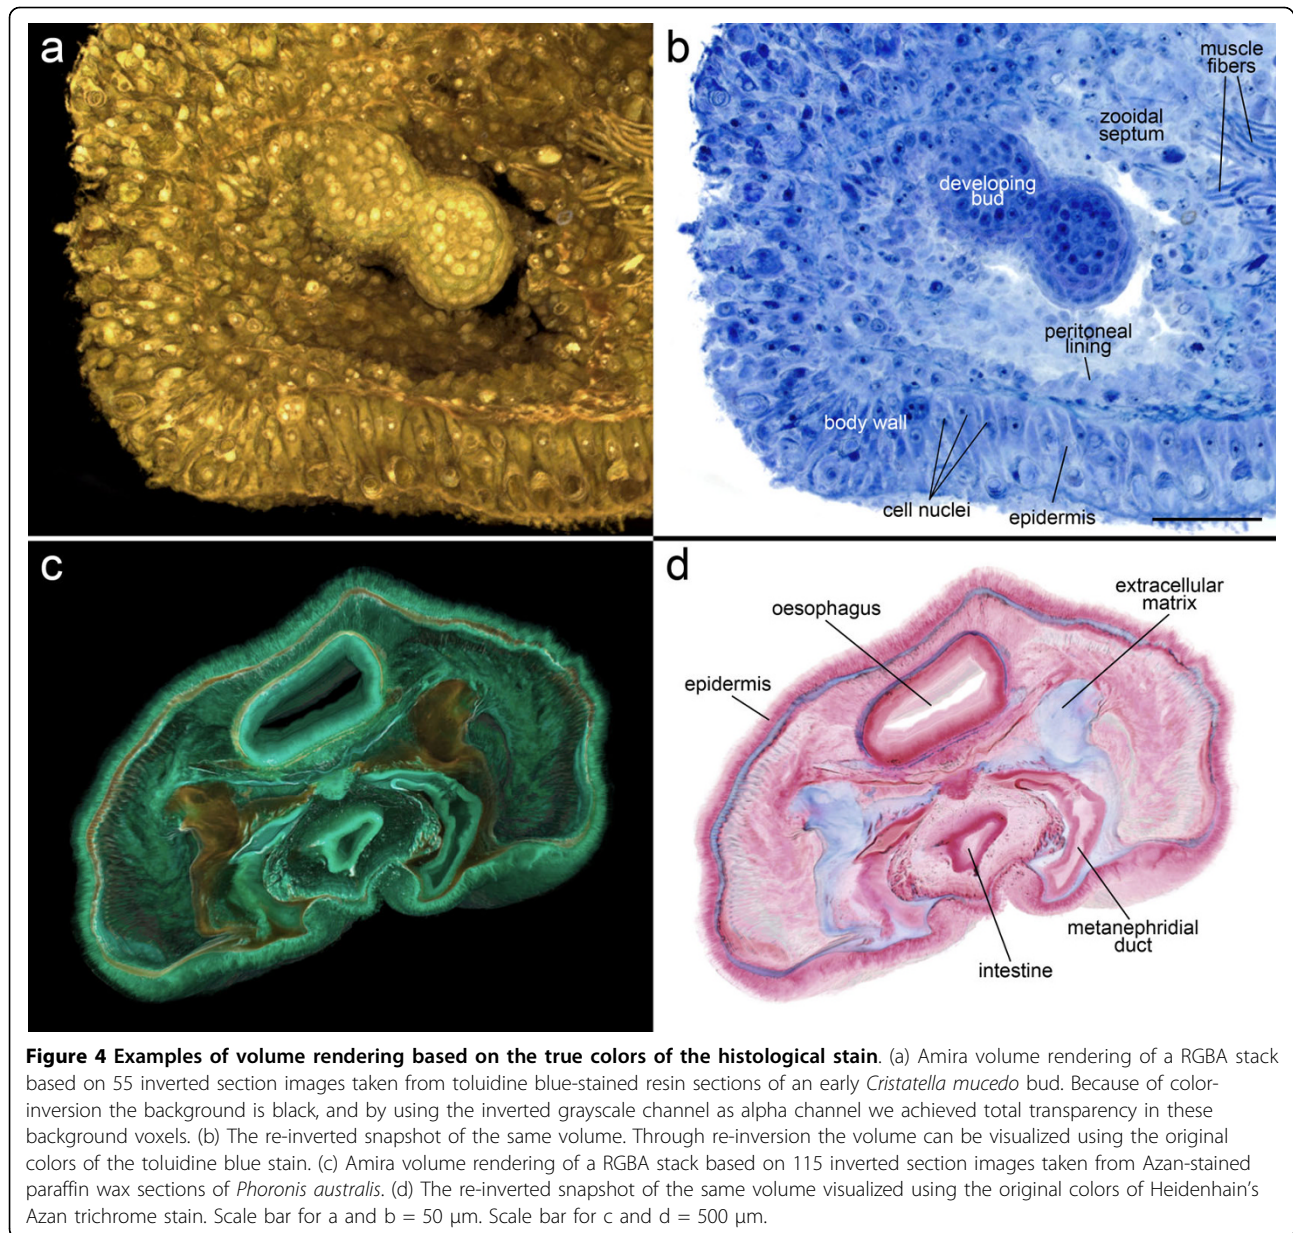 a
b
muscle
fibers
zooidal
septum
developing
bud
peritoneal
lining
body wall
cell nuclei
epidermis
c
d
extracellular
matrix
oesophagus
epidermis
metanephridial
duct
intestine
Figure 4 Examples of volume rendering based on the true colors of the histological stain. (a) Amira volume rendering of a RGBA stack
based on 55 inverted section images taken from toluidine blue-stained resin sections of an early Cristatella mucedo bud. Because of color-
inversion the background is black, and by using the inverted grayscale channel as alpha channel we achieved total transparency in these
background voxels. (b) The re-inverted snapshot of the same volume. Through re-inversion the volume can be visualized using the original
colors of the toluidine blue stain. (c) Amira volume rendering of a RGBA stack based on 115 inverted section images taken from Azan-stained
paraffin wax sections of Phoronis australis. (d) The re-inverted snapshot of the same volume visualized using the original colors of Heidenhain's
Azan trichrome stain. Scale bar for a and b = 50 μm. Scale bar for c and d = 500 μm.